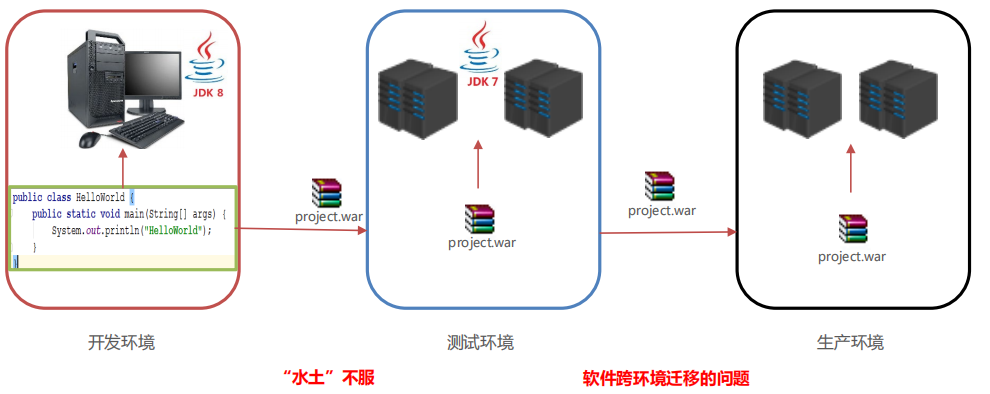 JDK 8
JDK 7
public class HelloWorld {
public static void main(String[] args) {
System.out.println("HelloWorld");
}
}
project.war
project.war
project.war
project.war
开发环境
测试环境
生产环境
“水土”不服
软件跨环境迁移的问题